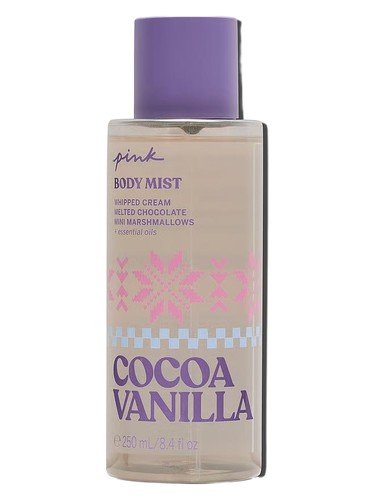 pink
BODY MIST
WHIPPED CREAM
MELTED CHOCOLATE
MINI MARSHMALLOWS
+ essential oils
COCOA
VANILLA
℮ 250 mL/8.4 fl oz